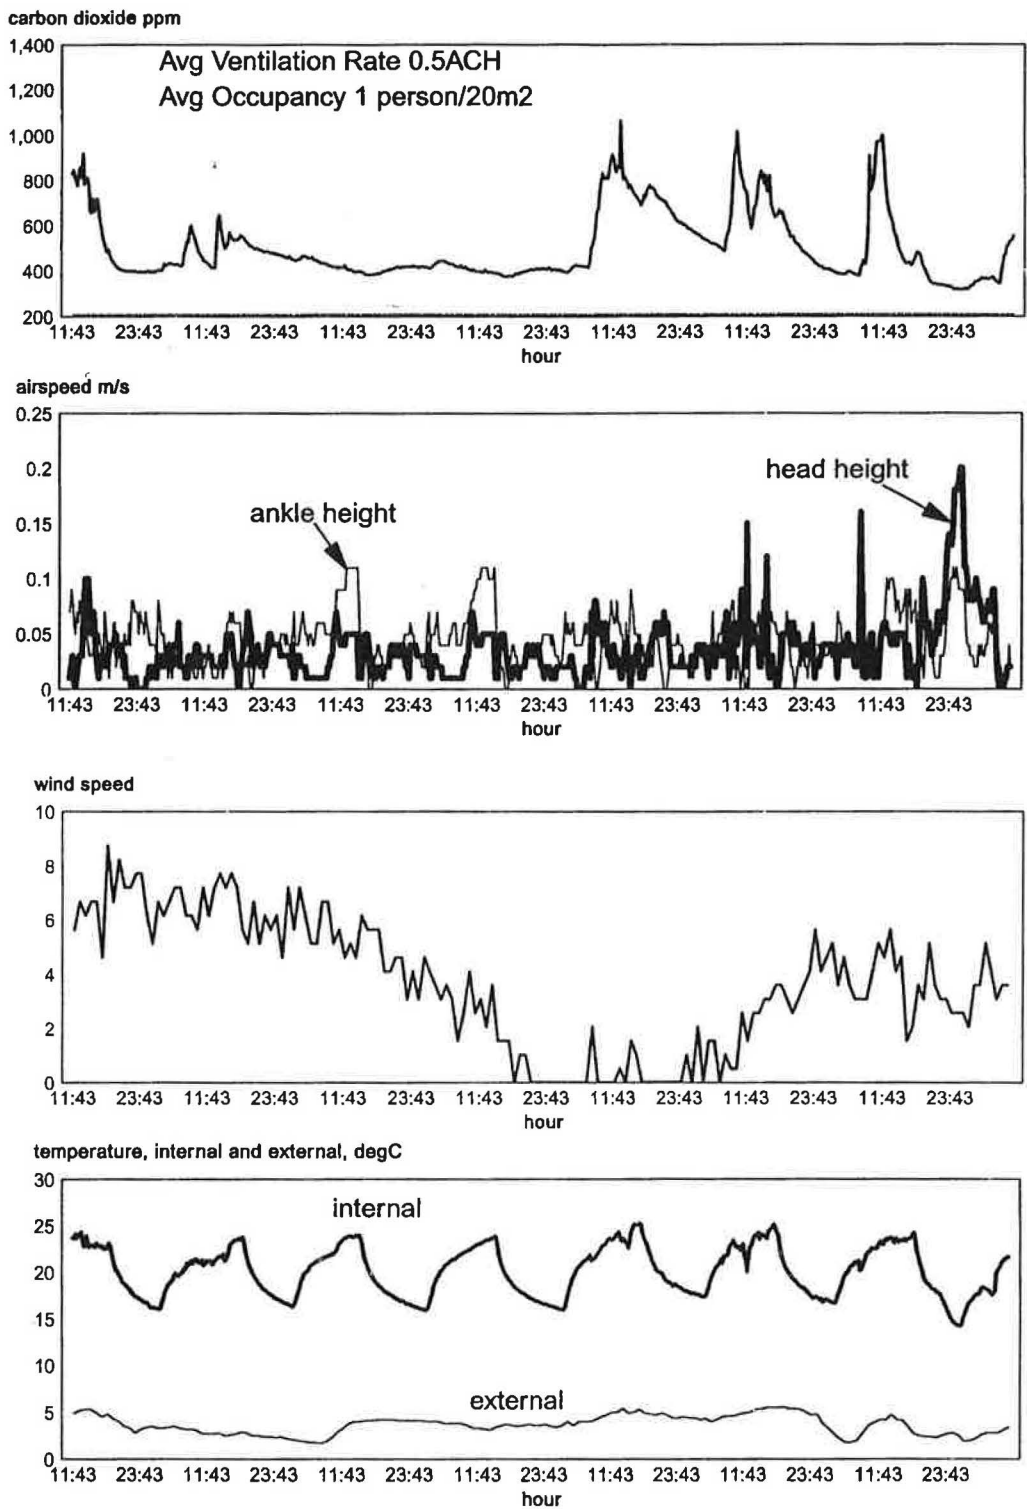 carbon dioxide ppm
1,400
Avg Ventilation Rate 0.5ACH
1,200
Avg Occupancy 1 person/20m2
1,000
800
600
400
200
11:43 23:43 11:43 23:43 11:43 23:43 11:43 23:43 11:43 23:43 11:43 23:43 11:43 23:43
hour
airspeed m/s
0.25
0.2
head height
0.15
ankle height
0.1
0.05
0
11:43 23:43 11:43 23:43 11:43 23:43 11:43 23:43 11:43 23:43 11:43 23:43 11:43 23:43
hour
wind speed
10
8
6
4
2
0
11:43 23:43 11:43 23:43 11:43 23:43 11:43 23:43 11:43 23:43 11:43 23:43 11:43 23:43
hour
temperature, internal and external, degC
30
internal
25
20
15
10
external
5
0
11:43 23:43 11:43 23:43 11:43 23:43 11:43 23:43 11:43 23:43 11:43 23:43 11:43 23:43
hour